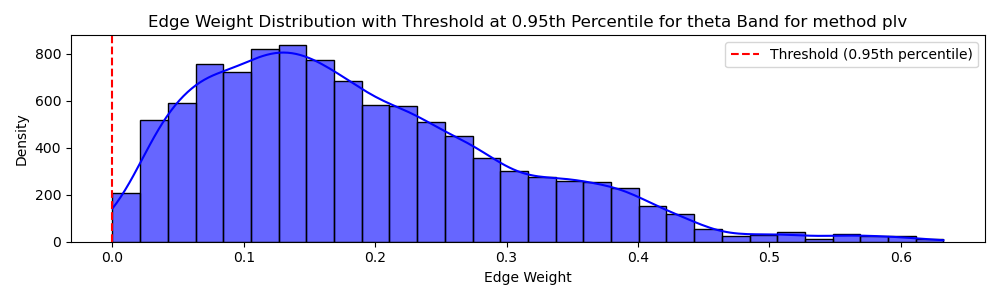 Edge Weight Distribution with Threshold at 0.95th Percentile for theta Band for method plv
Threshold (0.95th percentile)
Density
800
600
400
200
0
0.0 0.1 0.2 0.3 0.4 0.5 0.6
Edge Weight